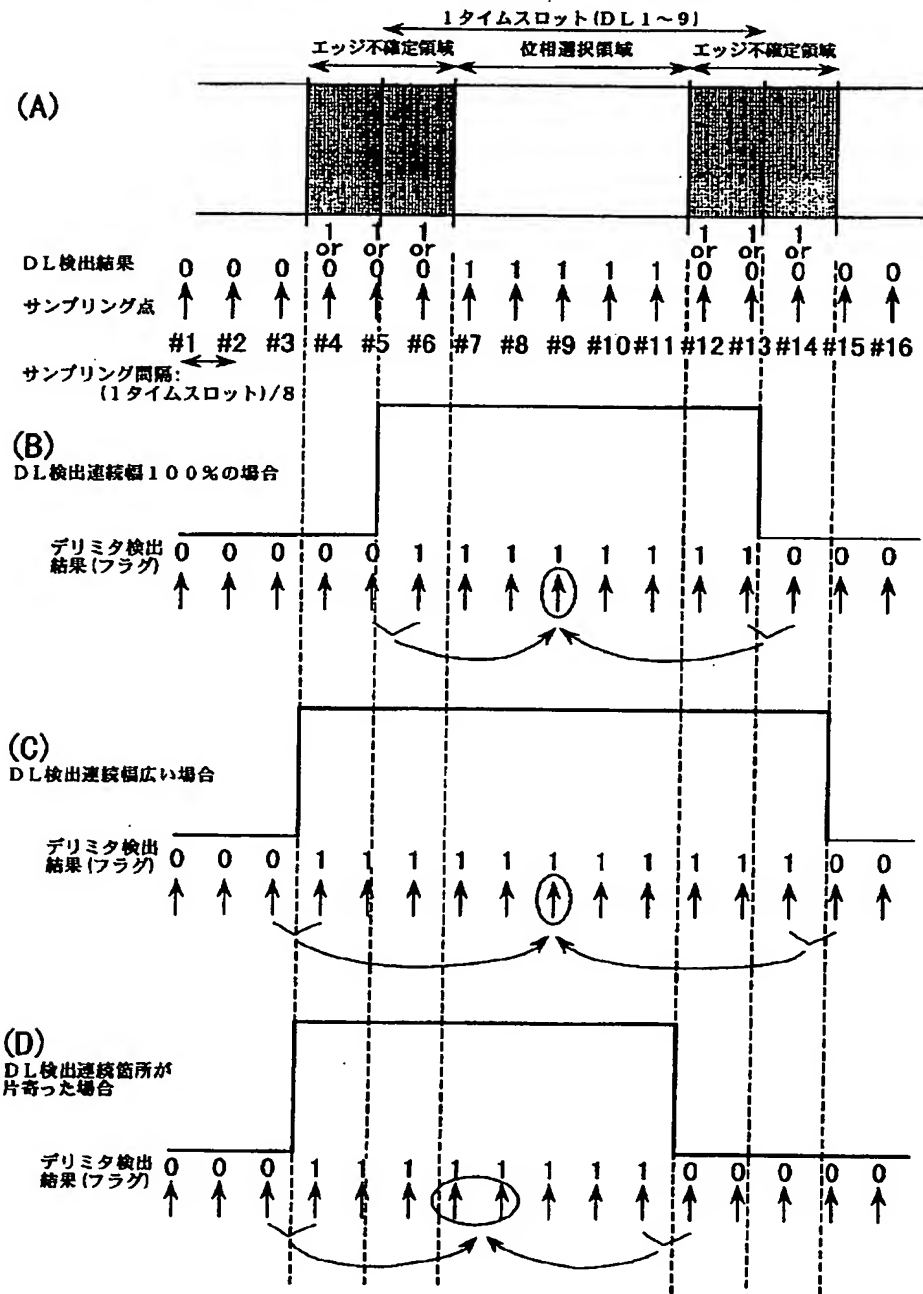 1タイムスロット(DL1~9)
エッジ不確定領域 位相選択領域 エッジ不確定領域
(A)
1 1 1 1 1 1
or or or or or or
DL検出結果 0 0 0 0 0 0 1 1 1 1 1 0 0 0 0 0
サンプリング点
#1 #2 #3 #4 #5 #6 #7 #8 #9 #10 #11 #12 #13 #14 #15 #16
サンプリング間隔:
(1タイムスロット)/8
(B)
DL検出連続幅100%の場合
デリミタ検出
結果(フラグ) 0 0 0 0 0 1 1 1 1 1 1 1 1 0 0 0
(C)
DL検出連続幅広い場合
デリミタ検出
結果(フラグ) 0 0 0 1 1 1 1 1 1 1 1 1 1 1 0 0
(D)
DL検出連続箇所が
片寄った場合
デリミタ検出
結果(フラグ) 0 0 0 1 1 1 1 1 1 1 1 0 0 0 0 0